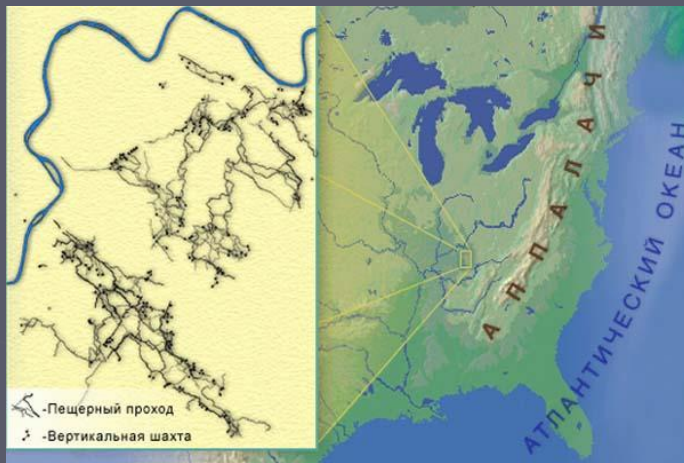 -Пещерный проход
-Вертикальная шахта
АППАЛАЧИ
АТЛАНТИЧЕСКИЙ ОКЕАН